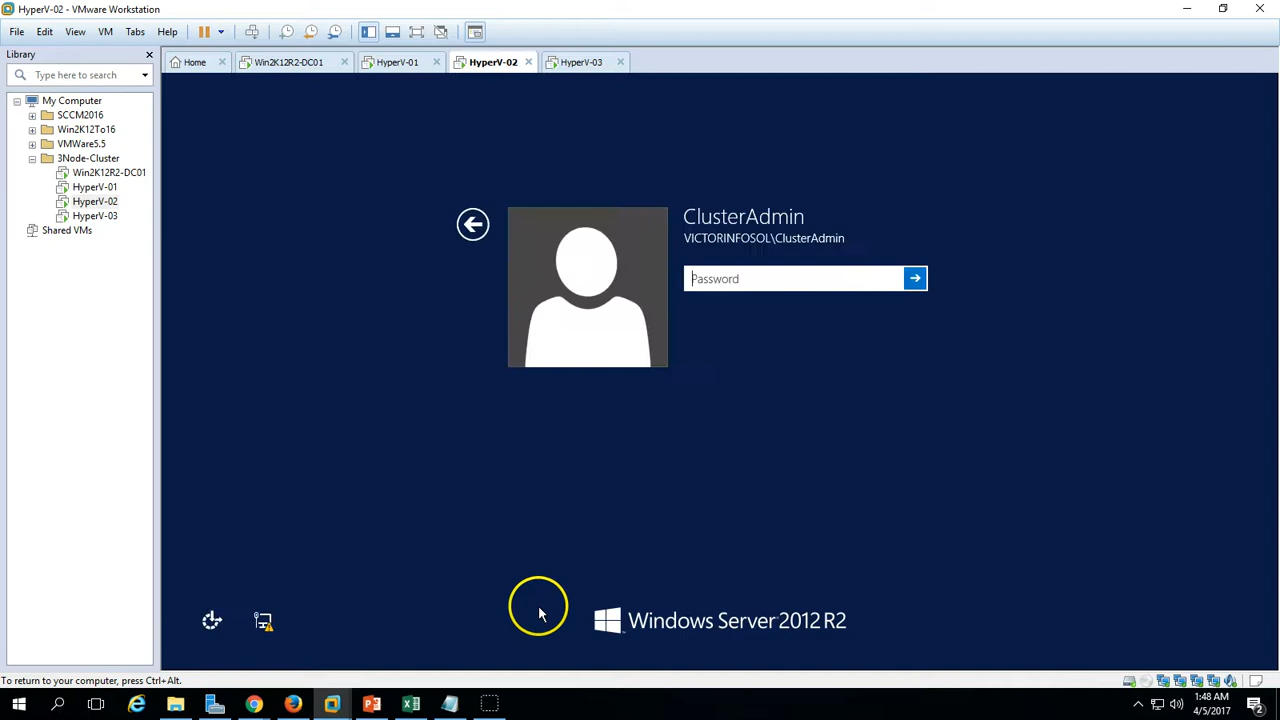 HyperV-02 - VMware Workstation
File Edit View VM Tabs Help
Library
Type here to search
My Computer
SCCM2016
Win2K12To16
VMWare5.5
3Node-Cluster
Win2K12R2-DC01
HyperV-01
HyperV-02
HyperV-03
Shared VMs
Home Win2K12R2-DC01 HyperV-01 HyperV-02 HyperV-03
ClusterAdmin
VICTORINFOSOL\ClusterAdmin
Password
Windows Server 2012 R2
To return to your computer, press Ctrl+Alt.
1:48 AM
4/5/2017
2